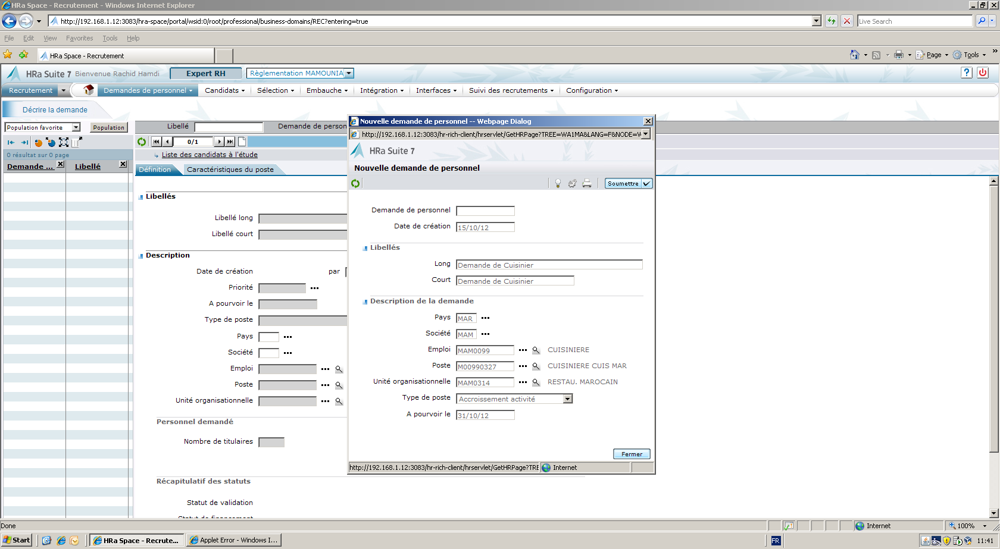 HRa Space - Recrutement - Windows Internet Explorer
http://192.168.1.12:3083/hra-space/portal/wsid:0/root/professional/business-domains/REC?entering=true
Live Search
File Edit View Favorites Tools Help
HRa Space - Recrutement
Page Tools »
HRa Suite 7 Bienvenue Rachid Hamdi Expert RH Règlementation MAMOUNIA ?
Recrutement Demandes de personnel Candidats Sélection Embauche Intégration Interfaces Suivi des recrutements Configuration
Décrire la demande
Population favorite Population
Libellé Demande de person
0/1
0 résultat sur 0 page
Demande ... Libellé
Liste des candidats à l'étude
Définition Caractéristiques du poste
Libellés
Libellé long
Libellé court
Description
Date de création par
Priorité ...
A pourvoir le
Type de poste
Pays ...
Société ...
Emploi ...
Poste ...
Unité organisationnelle ...
Personnel demandé
Nombre de titulaires
Récapitulatif des statuts
Statut de validation
Statut de financement
Nouvelle demande de personnel -- Webpage Dialog
http://192.168.1.12:3083/hr-rich-client/hrservlet/GetHRPage?TREE=WA1MA&LANG=F&NODE=
HRa Suite 7
Nouvelle demande de personnel
Soumettre
Demande de personnel
Date de création 15/10/12
Libellés
Long Demande de Cuisinier
Court Demande de Cuisinier
Description de la demande
Pays MAR ...
Société MAM ...
Emploi MAM0099 ... CUISINIERE
Poste M00990327 ... CUISINIERE CUIS MAR
Unité organisationnelle MAM0314 ... RESTAU. MAROCAIN
Type de poste Accroissement activité
A pourvoir le 31/10/12
Fermer
http://192.168.1.12:3083/hr-rich-client/hrservlet/GetHRPage?TRE Internet
Done Internet 100%
Start HRa Space - Recrute... Applet Error - Windows I... FR 11:41